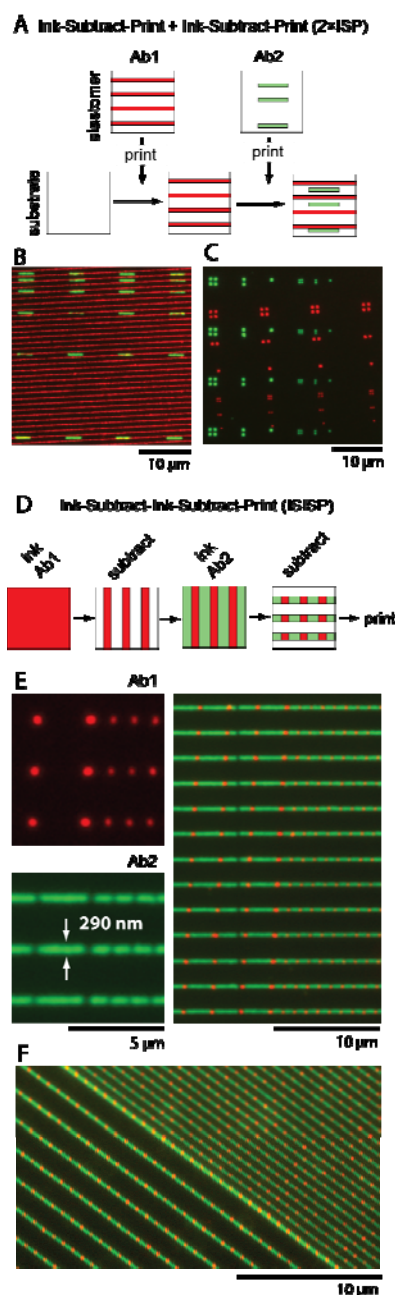 A Ink-Subtract-Print + Ink-Subtract-Print (2×ISP)
Ab1 Ab2
elastomer
print print
substrate
B C
10 µm 10 µm
D Ink-Subtract-Ink-Subtract-Print (ISISP)
ink Ab1
subtract
ink Ab2
subtract
print
E Ab1
Ab2
290 nm
5 µm 10 µm
F
10 µm